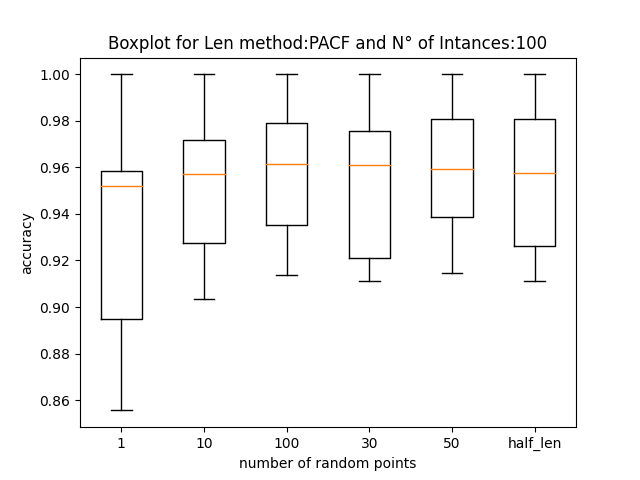 Boxplot for Len method:PACF and N° of Intances:100
accuracy
1.00
0.98
0.96
0.94
0.92
0.90
0.88
0.86
1 10 100 30 50 half_len
number of random points